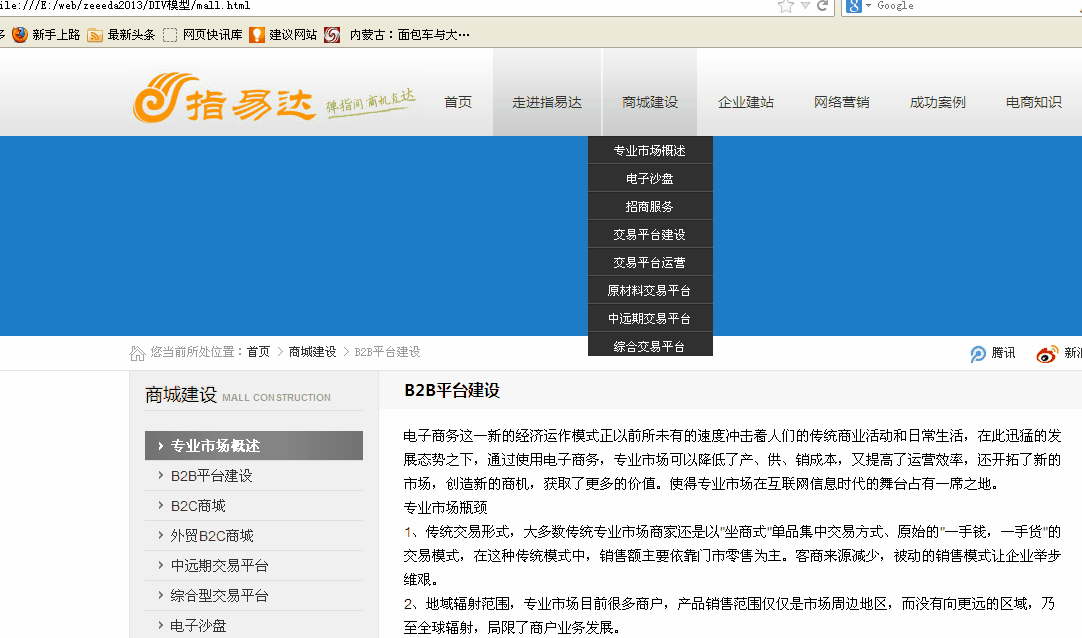 ile:///E:/web/zeeeda2013/DIV模型/mall.html
Google
新手上路 最新头条 网页快讯库 建议网站 内蒙古：面包车与大…
指易达 弹指间 商机直达
首页 走进指易达 商城建设 企业建站 网络营销 成功案例 电商知识
专业市场概述
电子沙盘
招商服务
交易平台建设
交易平台运营
原材料交易平台
中远期交易平台
综合交易平台
您当前所处位置：首页 > 商城建设 > B2B平台建设
腾讯 新浪
商城建设 MALL CONSTRUCTION
专业市场概述
B2B平台建设
B2C商城
外贸B2C商城
中远期交易平台
综合型交易平台
电子沙盘
B2B平台建设
电子商务这一新的经济运作模式正以前所未有的速度冲击着人们的传统商业活动和日常生活，在此迅猛的发
展态势之下，通过使用电子商务，专业市场可以降低了产、供、销成本，又提高了运营效率，还开拓了新的
市场，创造新的商机，获取了更多的价值。使得专业市场在互联网信息时代的舞台占有一席之地。
专业市场瓶颈
1、传统交易形式，大多数传统专业市场商家还是以"坐商式"单品集中交易方式、原始的"一手钱，一手货"的
交易模式，在这种传统模式中，销售额主要依靠门市零售为主。客商来源减少，被动的销售模式让企业举步
维艰。
2、地域辐射范围，专业市场目前很多商户，产品销售范围仅仅是市场周边地区，而没有向更远的区域，乃
至全球辐射，局限了商户业务发展。